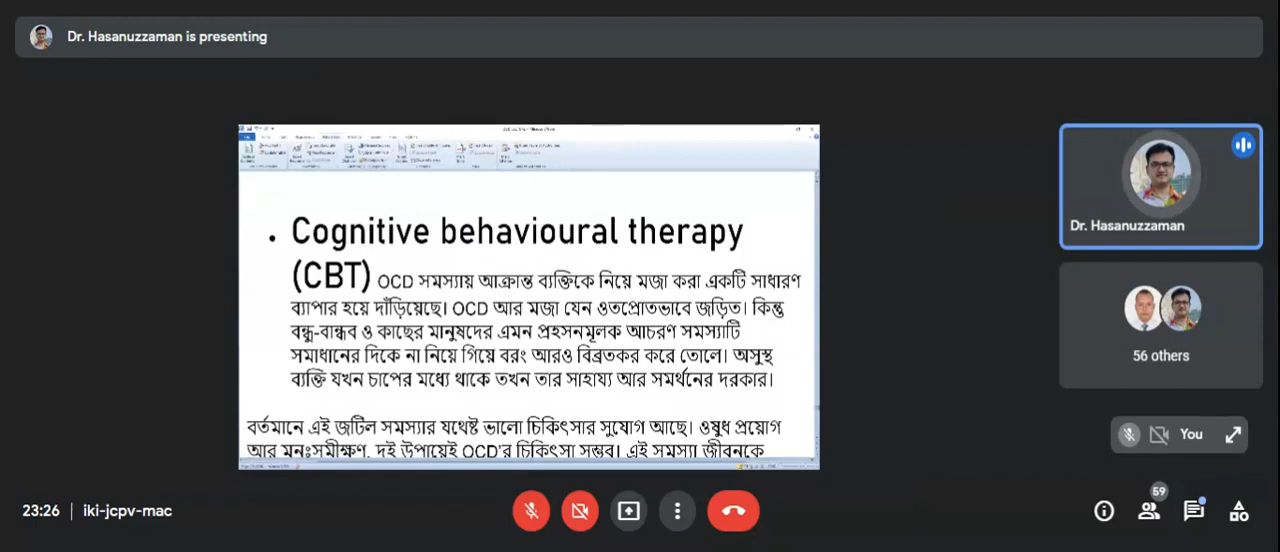 Dr. Hasanuzzaman is presenting
• Cognitive behavioural therapy
(CBT) OCD সমস্যায় আক্রান্ত ব্যক্তিকে নিয়ে মজা করা একটি সাধারণ
ব্যাপার হয়ে দাঁড়িয়েছে। OCD আর মজা যেন ওতপ্রোতভাবে জড়িত। কিন্তু
বন্ধু-বান্ধব ও কাছের মানুষদের এমন প্রহসনমূলক আচরণ সমস্যাটি
সমাধানের দিকে না নিয়ে গিয়ে বরং আরও বিব্রতকর করে তোলে। অসুস্থ
ব্যক্তি যখন চাপের মধ্যে থাকে তখন তার সাহায্য আর সমর্থনের দরকার।
বর্তমানে এই জটিল সমস্যার যথেষ্ট ভালো চিকিৎসার সুযোগ আছে। ওষুধ প্রয়োগ
আর মনঃসমীক্ষণ, দুই উপায়েই OCD'র চিকিৎসা সম্ভব। এই সমস্যা জীবনকে
Dr. Hasanuzzaman
56 others
You
23:26 | iki-jcpv-mac
59